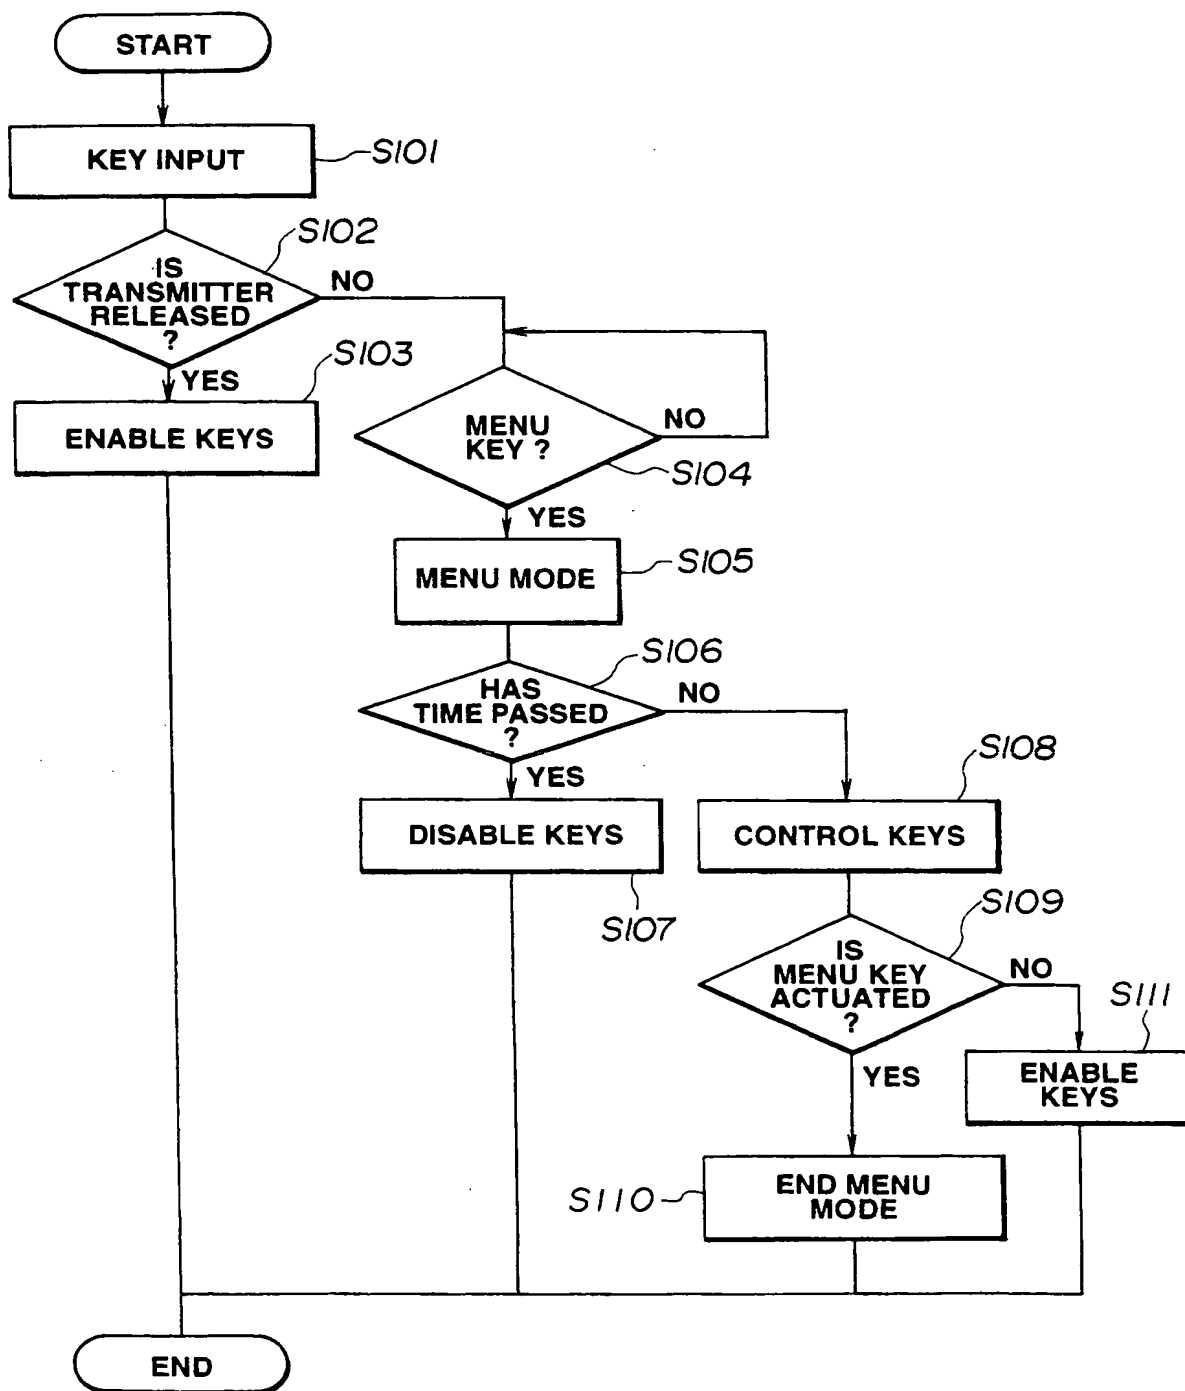 START
KEY INPUT
S101
S102
IS
TRANSMITTER
RELEASED
?
NO
YES
S103
ENABLE KEYS
MENU
KEY ?
NO
S104
YES
MENU MODE
S105
S106
HAS
TIME PASSED
?
NO
YES
DISABLE KEYS
S107
S108
CONTROL KEYS
S109
IS
MENU KEY
ACTUATED
?
NO
YES
S111
ENABLE
KEYS
S110
END MENU
MODE
END